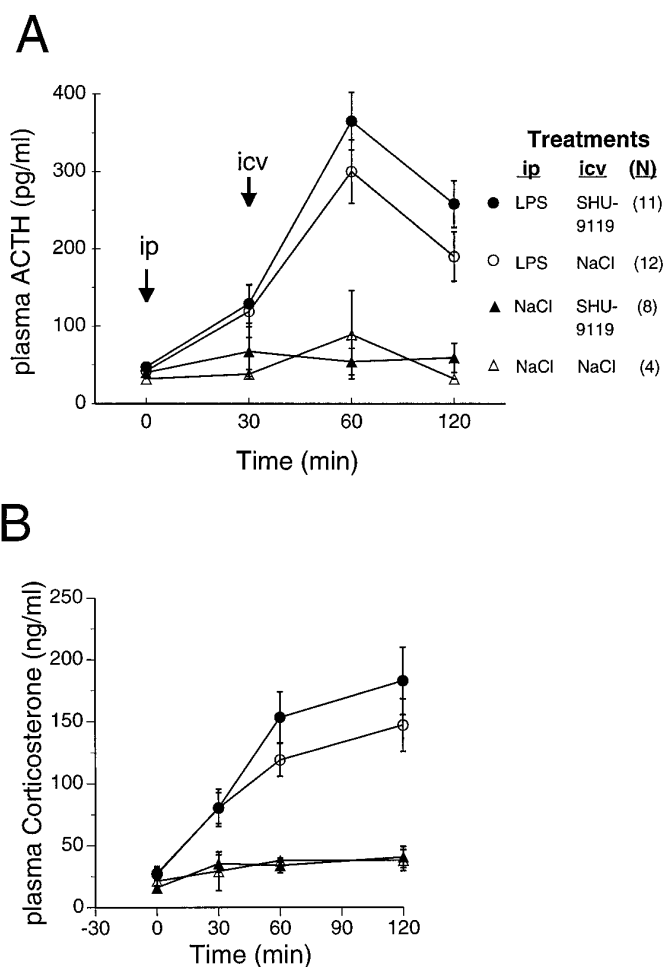 A
plasma ACTH (pg/ml)
400
300
200
100
0
ip
icv
0 30 60 120
Time (min)
Treatments
ip icv (N)
LPS SHU-9119 (11)
LPS NaCl (12)
NaCl SHU-9119 (8)
NaCl NaCl (4)
B
plasma Corticosterone (ng/ml)
250
200
150
100
50
0
-30 0 30 60 90 120
Time (min)